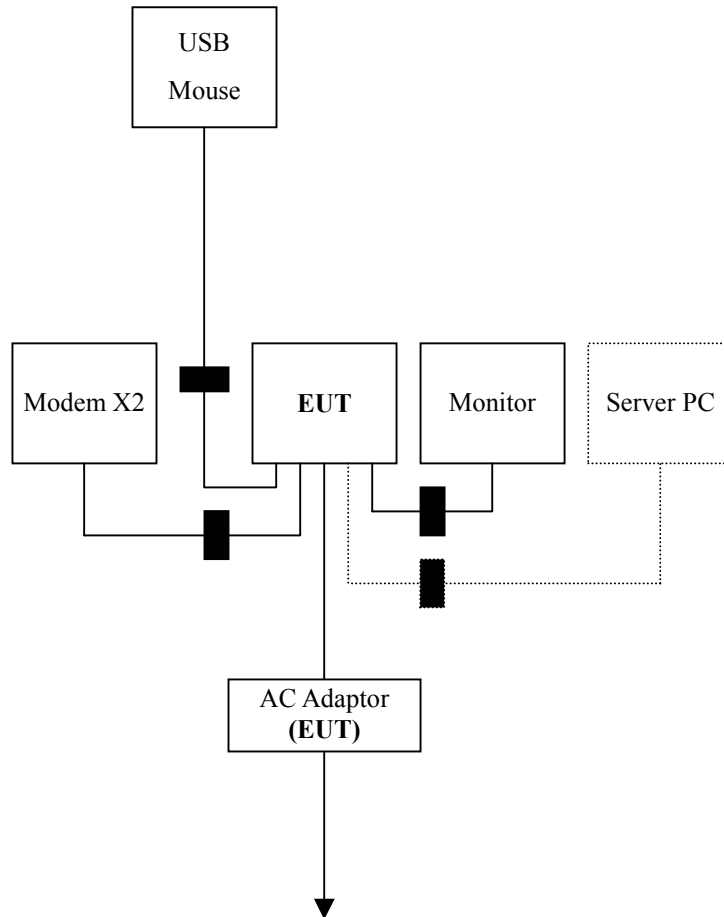 USB
Mouse
Modem X2
EUT
Monitor
Server PC
AC Adaptor
(EUT)